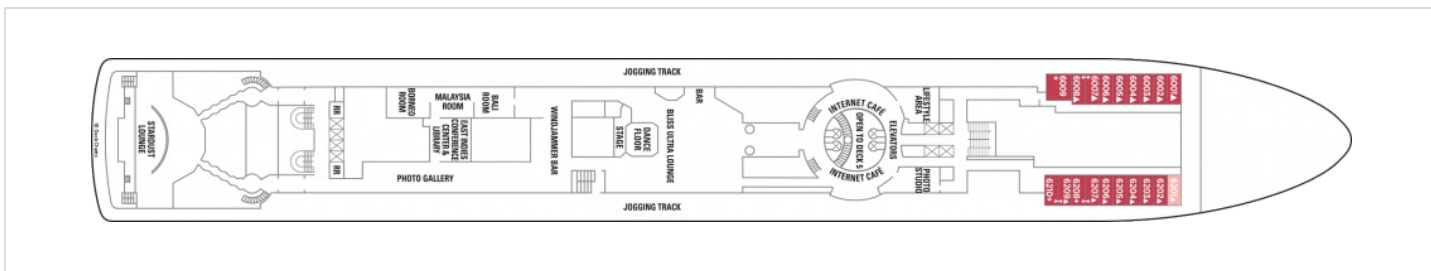 JOGGING TRACK
STARDUST
LOUNGE
RR
RR
BORNEO
ROOM
MALAYSIA
ROOM
BALI
ROOM
EAST INDIES
CONFERENCE
CENTER &
LIBRARY
PHOTO GALLERY
WINDJAMMER BAR
STAGE
DANCE
FLOOR
BLISS ULTRA LOUNGE
BAR
INTERNET CAFÉ
OPEN TO DECK 5
INTERNET CAFÉ
ELEVATORS
LIFESTYLE
AREA
PHOTO
STUDIO
6009
6008
6007
6006
6005
6004
6003
6002
6001
6210
6209
6208
6207
6206
6205
6204
6203
6202
6201
JOGGING TRACK